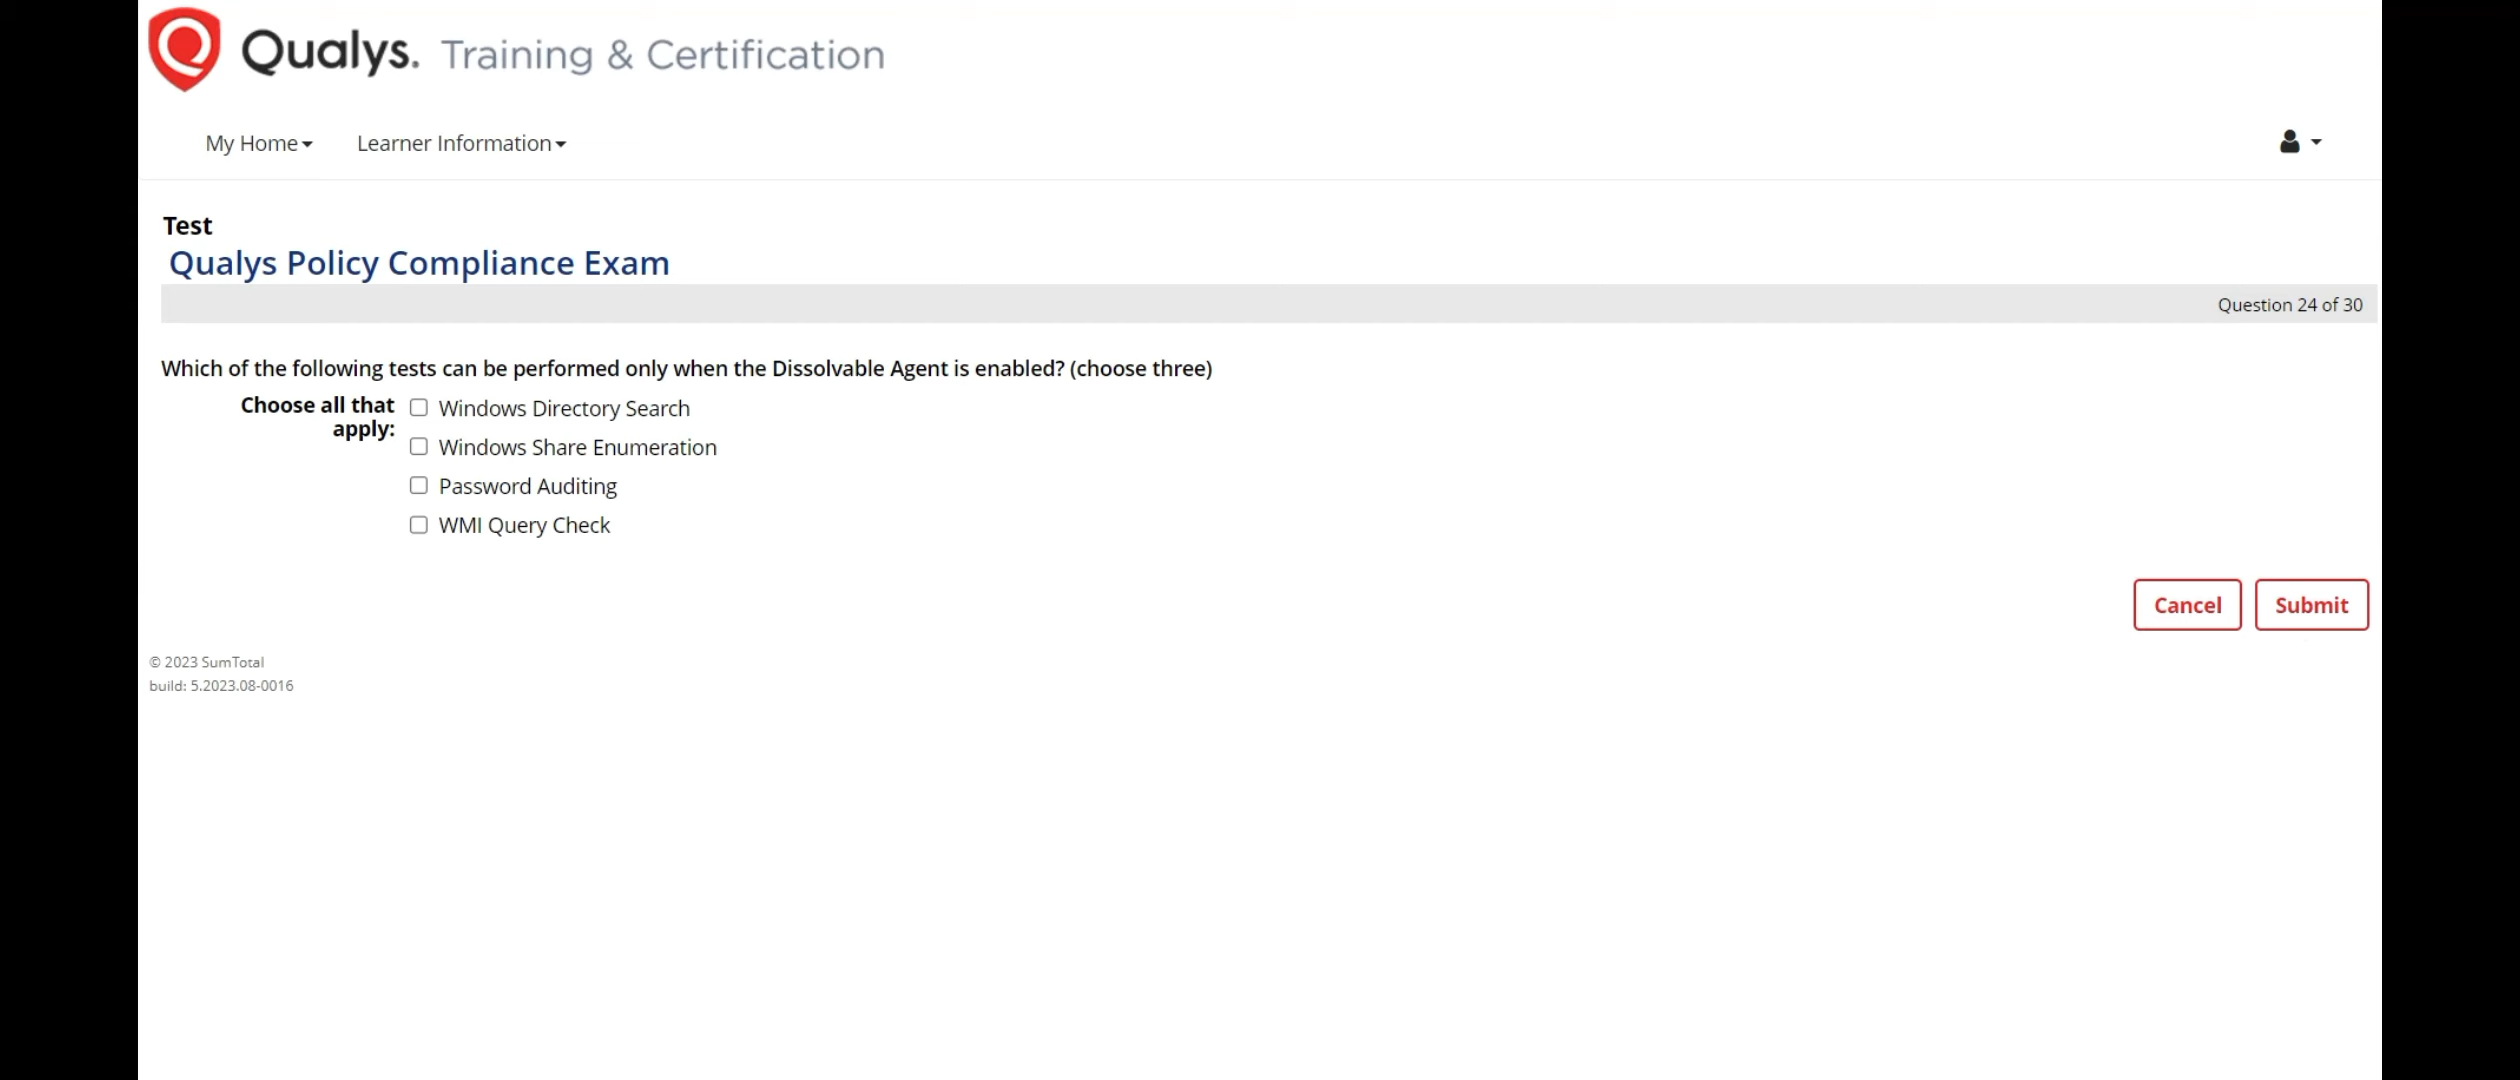 Qualys. Training & Certification
My Home
Learner Information
Test
Qualys Policy Compliance Exam
Question 24 of 30
Which of the following tests can be performed only when the Dissolvable Agent is enabled? (choose three)
Choose all that
apply:
Windows Directory Search
Windows Share Enumeration
Password Auditing
WMI Query Check
Cancel
Submit
© 2023 SumTotal
build: 5.2023.08-0016